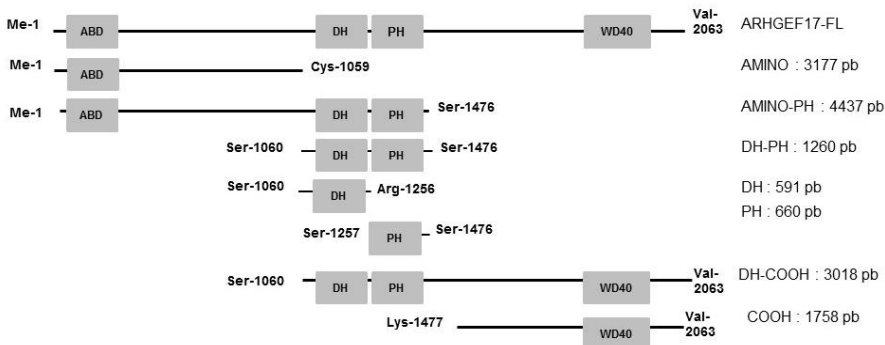 Me-1 ABD DH PH WD40 Val-2063 ARHGEF17-FL
Me-1 ABD Cys-1059 AMINO : 3177 pb
Me-1 ABD DH PH Ser-1476 AMINO-PH : 4437 pb
Ser-1060 DH PH Ser-1476 DH-PH : 1260 pb
Ser-1060 DH Arg-1256 DH : 591 pb
PH : 660 pb
Ser-1257 PH Ser-1476
Ser-1060 DH PH WD40 Val-2063 DH-COOH : 3018 pb
Lys-1477 WD40 Val-2063 COOH : 1758 pb